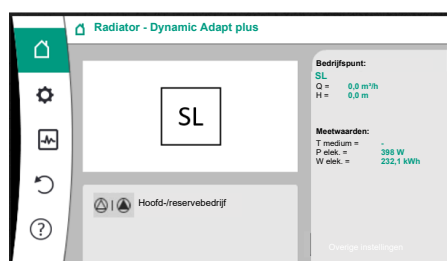 Radiator - Dynamic Adapt plus
SL
Hoofd-/reservebedrijf
Bedrijfspunt:
SL
Q = 0,0 m³/h
H = 0,0 m
Meetwaarden:
T medium = -
P elek. = 398 W
W elek. = 232,1 kWh
Overige instellingen
?